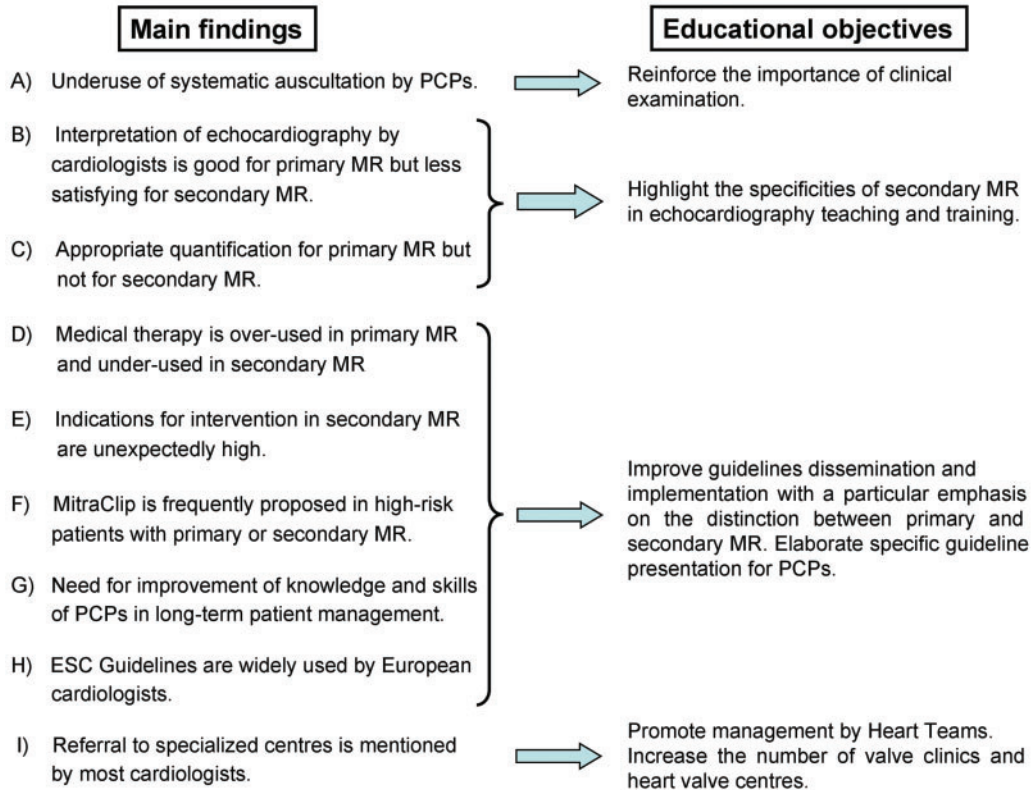 Main findings
Educational objectives
A) Underuse of systematic auscultation by PCPs.
Reinforce the importance of clinical
examination.
B) Interpretation of echocardiography by
cardiologists is good for primary MR but less
satisfying for secondary MR.
C) Appropriate quantification for primary MR but
not for secondary MR.
Highlight the specificities of secondary MR
in echocardiography teaching and training.
D) Medical therapy is over-used in primary MR
and under-used in secondary MR
E) Indications for intervention in secondary MR
are unexpectedly high.
F) MitraClip is frequently proposed in high-risk
patients with primary or secondary MR.
G) Need for improvement of knowledge and skills
of PCPs in long-term patient management.
H) ESC Guidelines are widely used by European
cardiologists.
Improve guidelines dissemination and
implementation with a particular emphasis
on the distinction between primary and
secondary MR. Elaborate specific guideline
presentation for PCPs.
I) Referral to specialized centres is mentioned
by most cardiologists.
Promote management by Heart Teams.
Increase the number of valve clinics and
heart valve centres.